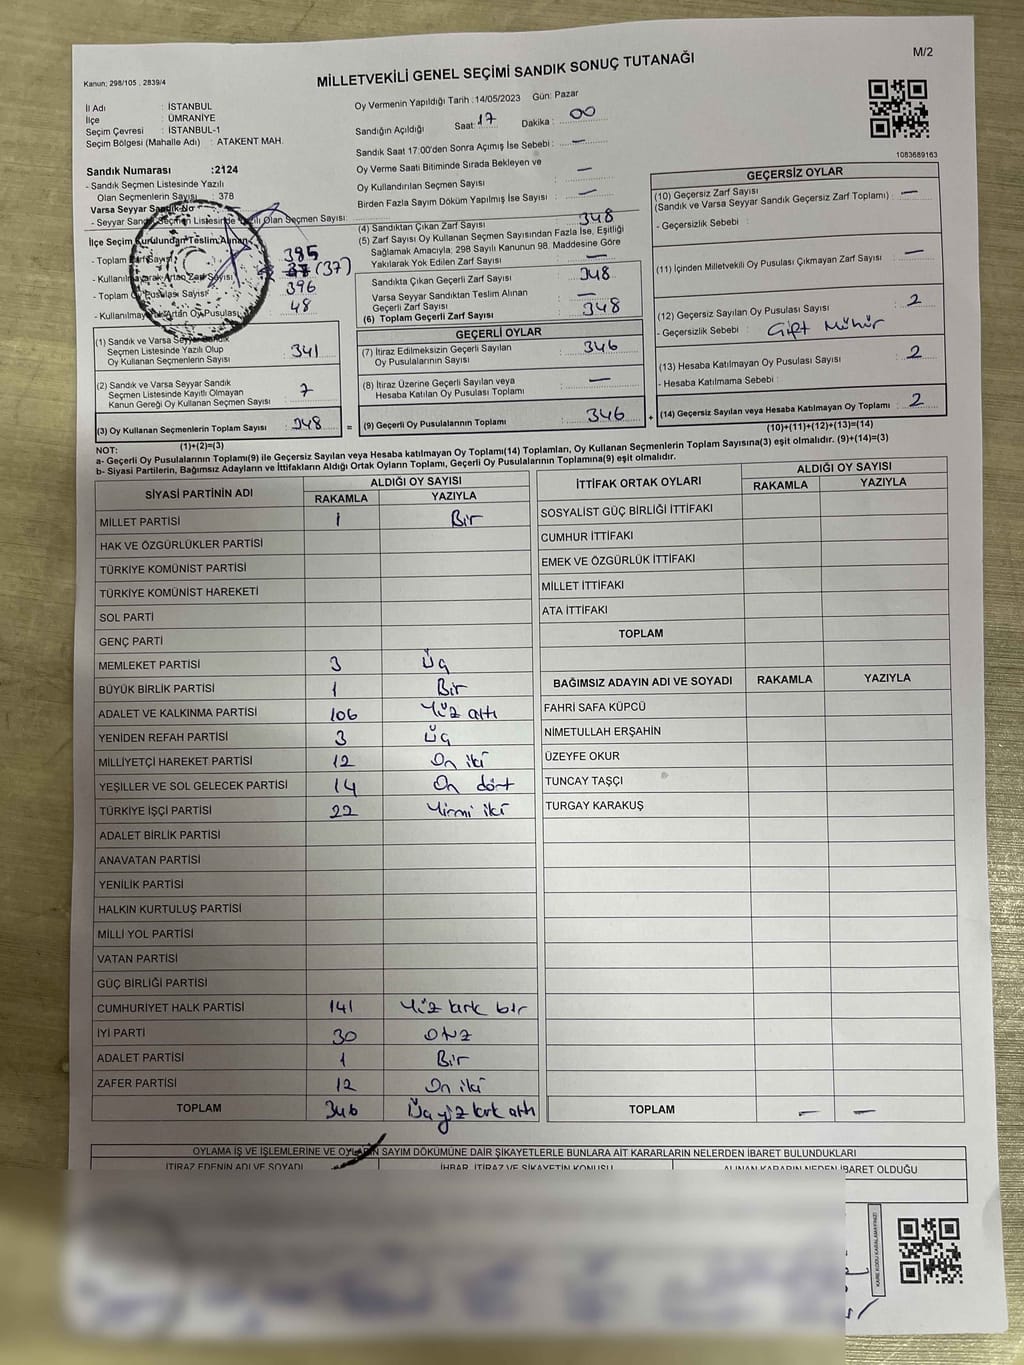 M/2
Kanun; 298/105 , 2839/4
MİLLETVEKİLİ GENEL SEÇİMİ SANDIK SONUÇ TUTANAĞI
İl Adı : İSTANBUL
İlçe : ÜMRANİYE
Seçim Çevresi : İSTANBUL-1
Seçim Bölgesi (Mahalle Adı) : ATAKENT MAH.
Sandık Numarası :2124
- Sandık Seçmen Listesinde Yazılı
Olan Seçmenlerin Sayısı : 378
Varsa Seyyar Sandık No
- Seyyar Sandık Seçmen Listesinde Yazılı Olan Seçmen Sayısı:
İlçe Seçim Kurulundan Teslim Alınan
- Toplam Zarf Sayısı 385
- Kullanılmayarak Artan Zarf Sayısı 37 (37)
- Toplam Oy Pusulası Sayısı 396
- Kullanılmayarak Artan Oy Pusulası 48
(1) Sandık ve Varsa Seyyar Sandık
Seçmen Listesinde Yazılı Olup
Oy Kullanan Seçmenlerin Sayısı : 341
(2) Sandık ve Varsa Seyyar Sandık
Seçmen Listesinde Kayıtlı Olmayan
Kanun Gereği Oy Kullanan Seçmen Sayısı : 7
(3) Oy Kullanan Seçmenlerin Toplam Sayısı : 348
(1)+(2)=(3)
Oy Vermenin Yapıldığı Tarih :14/05/2023 Gün: Pazar
Sandığın Açıldığı Saat: 17 Dakika : 00
Sandık Saat 17:00'den Sonra Açımış İse Sebebi : —
Oy Verme Saati Bitiminde Sırada Bekleyen ve
Oy Kullandırılan Seçmen Sayısı : —
Birden Fazla Sayım Döküm Yapılmış İse Sayısı : —
(4) Sandıktan Çıkan Zarf Sayısı : 348
(5) Zarf Sayısı Oy Kullanan Seçmen Sayısından Fazla İse, Eşitliği
Sağlamak Amacıyla, 298 Sayılı Kanunun 98. Maddesine Göre
Yakılarak Yok Edilen Zarf Sayısı : —
Sandıkta Çıkan Geçerli Zarf Sayısı : 348
Varsa Seyyar Sandıktan Teslim Alınan
Geçerli Zarf Sayısı : —
(6) Toplam Geçerli Zarf Sayısı : 348
GEÇERLİ OYLAR
(7) İtiraz Edilmeksizin Geçerli Sayılan
Oy Pusulalarının Sayısı : 346
(8) İtiraz Üzerine Geçerli Sayılan veya
Hesaba Katılan Oy Pusulası Toplamı : —
= (9) Geçerli Oy Pusulalarının Toplamı : 346 +
1083689163
GEÇERSİZ OYLAR
(10) Geçersiz Zarf Sayısı : —
(Sandık ve Varsa Seyyar Sandık Geçersiz Zarf Toplamı)
- Geçersizlik Sebebi :
(11) İçinden Milletvekili Oy Pusulası Çıkmayan Zarf Sayısı : —
(12) Geçersiz Sayılan Oy Pusulası Sayısı : 2
- Geçersizlik Sebebi : Çift Mühür
(13) Hesaba Katılmayan Oy Pusulası Sayısı : 2
- Hesaba Katılmama Sebebi :
(14) Geçersiz Sayılan veya Hesaba Katılmayan Oy Toplamı : 2
(10)+(11)+(12)+(13)=(14)
NOT:
a- Geçerli Oy Pusulalarının Toplamı(9) ile Geçersiz Sayılan veya Hesaba katılmayan Oy Toplamı(14) Toplamları, Oy Kullanan Seçmenlerin Toplam Sayısına(3) eşit olmalıdır. (9)+(14)=(3)
b- Siyasi Partilerin, Bağımsız Adayların ve İttifakların Aldığı Ortak Oyların Toplamı, Geçerli Oy Pusulalarının Toplamına(9) eşit olmalıdır.
SİYASİ PARTİNİN ADI ALDIĞI OY SAYISI
RAKAMLA YAZIYLA
MİLLET PARTİSİ 1 Bir
HAK VE ÖZGÜRLÜKLER PARTİSİ
TÜRKİYE KOMÜNİST PARTİSİ
TÜRKİYE KOMÜNİST HAREKETİ
SOL PARTİ
GENÇ PARTİ
MEMLEKET PARTİSİ 3 Üç
BÜYÜK BİRLİK PARTİSİ 1 Bir
ADALET VE KALKINMA PARTİSİ 106 Yüz altı
YENİDEN REFAH PARTİSİ 3 Üç
MİLLİYETÇİ HAREKET PARTİSİ 12 On iki
YEŞİLLER VE SOL GELECEK PARTİSİ 14 On dört
TÜRKİYE İŞÇİ PARTİSİ 22 Yirmi iki
ADALET BİRLİK PARTİSİ
ANAVATAN PARTİSİ
YENİLİK PARTİSİ
HALKIN KURTULUŞ PARTİSİ
MİLLİ YOL PARTİSİ
VATAN PARTİSİ
GÜÇ BİRLİĞİ PARTİSİ
CUMHURİYET HALK PARTİSİ 141 Yüz kırk bir
İYİ PARTİ 30 Otuz
ADALET PARTİSİ 1 Bir
ZAFER PARTİSİ 12 On iki
TOPLAM 346 Üç yüz kırk altı
İTTİFAK ORTAK OYLARI ALDIĞI OY SAYISI
RAKAMLA YAZIYLA
SOSYALİST GÜÇ BİRLİĞİ İTTİFAKI
CUMHUR İTTİFAKI
EMEK VE ÖZGÜRLÜK İTTİFAKI
MİLLET İTTİFAKI
ATA İTTİFAKI
TOPLAM
BAĞIMSIZ ADAYIN ADI VE SOYADI RAKAMLA YAZIYLA
FAHRİ SAFA KÜPCÜ
NİMETULLAH ERŞAHİN
ÜZEYFE OKUR
TUNCAY TAŞÇI
TURGAY KARAKUŞ
TOPLAM — —
OYLAMA İŞ VE İŞLEMLERİNE VE OYLARIN SAYIM DÖKÜMÜNE DAİR ŞİKAYETLERLE BUNLARA AİT KARARLARIN NELERDEN İBARET BULUNDUKLARI
İTİRAZ EDENİN ADI VE SOYADI İHBAR, İTİRAZ VE ŞİKAYETİN KONUSU ALINAN KARARIN NEDEN İBARET OLDUĞU
KARE KODU KARALAMAYINIZ!